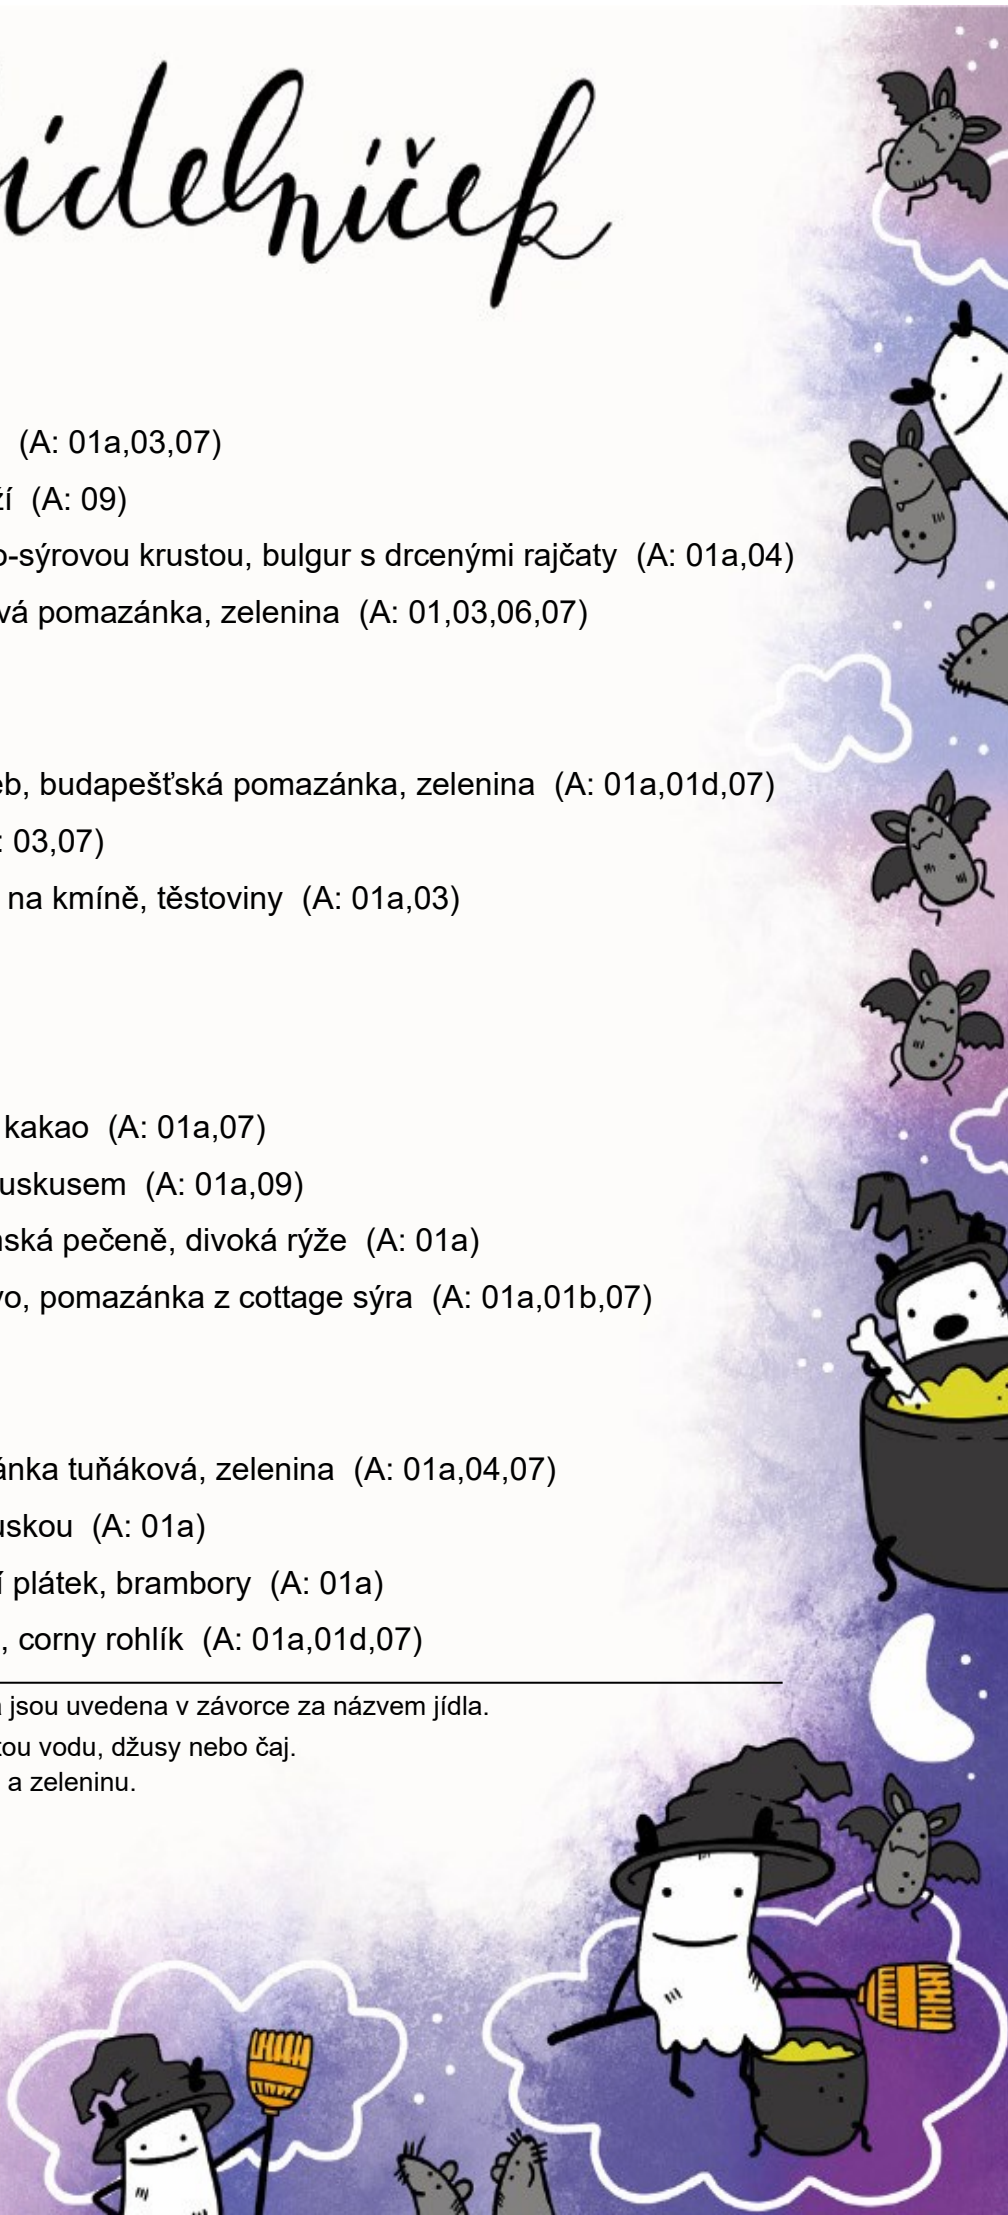 ídelníček
(A: 01a,03,07)
ží (A: 09)
o-sýrovou krustou, bulgur s drcenými rajčaty (A: 01a,04)
vá pomazánka, zelenina (A: 01,03,06,07)
eb, budapešťská pomazánka, zelenina (A: 01a,01d,07)
: 03,07)
na kmíně, těstoviny (A: 01a,03)
kakao (A: 01a,07)
uskusem (A: 01a,09)
nská pečeně, divoká rýže (A: 01a)
vo, pomazánka z cottage sýra (A: 01a,01b,07)
ánka tuňáková, zelenina (A: 01a,04,07)
uskou (A: 01a)
í plátek, brambory (A: 01a)
, corny rohlík (A: 01a,01d,07)
a jsou uvedena v závorce za názvem jídla.
tou vodu, džusy nebo čaj.
a zeleninu.